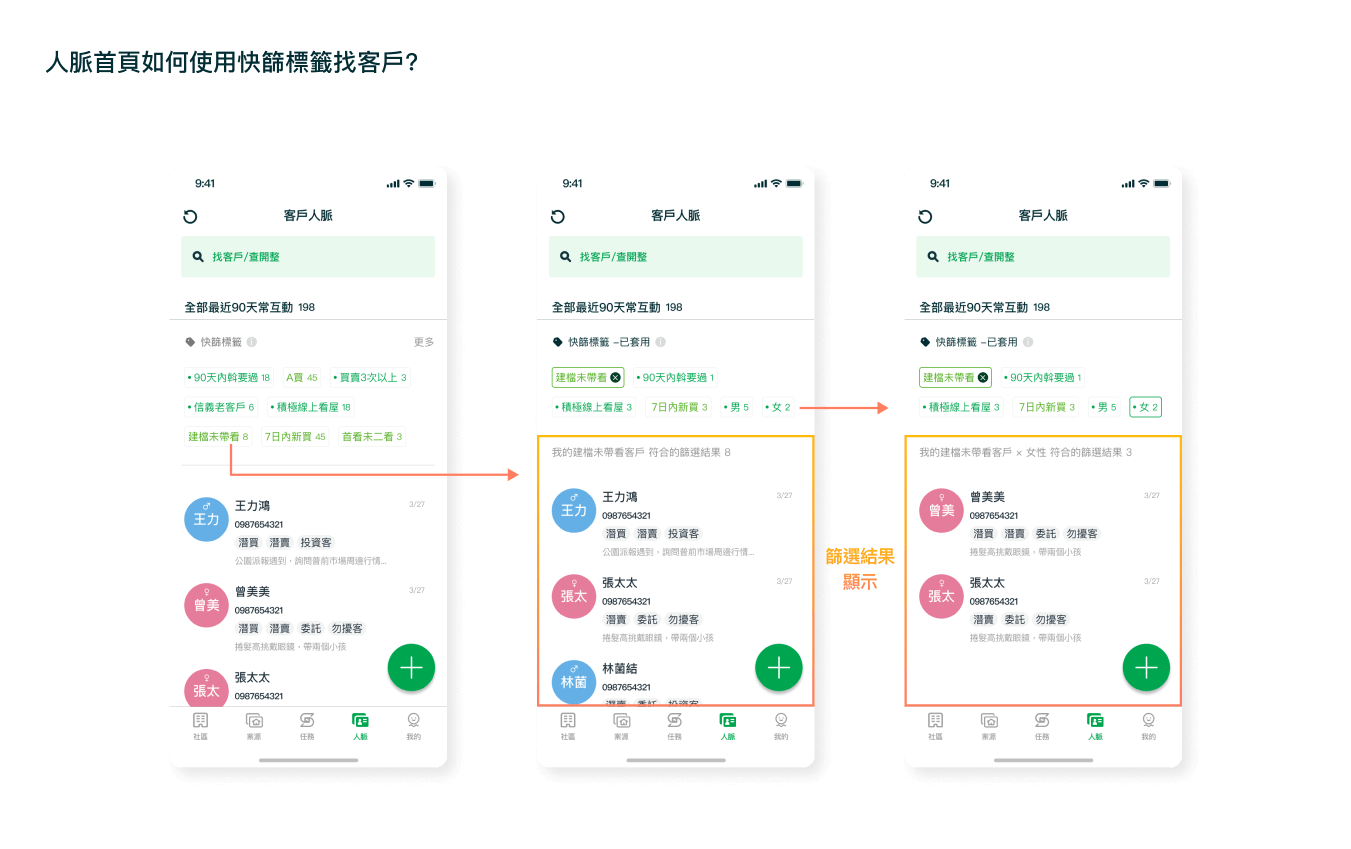 人脈首頁如何使用快篩標籤找客戶?
9:41
客戶人脈
找客戶/查開整
全部最近90天常互動 198
快篩標籤 更多
• 90天內斡要過 18 A買 45 • 買賣3次以上 3
• 信義老客戶 6 • 積極線上看屋 18
建檔未帶看 8 7日內新買 45 首看未二看 3
王力
王力鴻 3/27
0987654321
潛買 潛賣 投資客
公園派報遇到，詢問普前市場周邊行情...
曾美
曾美美 3/27
0987654321
潛買 潛賣 委託 勿擾客
捲髮高挑戴眼鏡，帶兩個小孩
張太
張太太
0987654321
社區 案源 任務 人脈 我的
9:41
客戶人脈
找客戶/查開整
全部最近90天常互動 198
快篩標籤 –已套用
建檔未帶看 • 90天內斡要過 1
• 積極線上看屋 3 7日內新買 3 • 男 5 • 女 2
我的建檔未帶看客戶 符合的篩選結果 8
王力
王力鴻 3/27
0987654321
潛買 潛賣 投資客
公園派報遇到，詢問普前市場周邊行情...
張太
張太太 3/27
0987654321
潛賣 委託 勿擾客
捲髮高挑戴眼鏡，帶兩個小孩
林菌
林菌結
0987654321
潛賣 委託 投資客
社區 案源 任務 人脈 我的
篩選結果
顯示
9:41
客戶人脈
找客戶/查開整
全部最近90天常互動 198
快篩標籤 –已套用
建檔未帶看 • 90天內斡要過 1
• 積極線上看屋 3 7日內新買 3 • 男 5 • 女 2
我的建檔未帶看客戶 × 女性 符合的篩選結果 3
曾美
曾美美 3/27
0987654321
潛買 潛賣 委託 勿擾客
捲髮高挑戴眼鏡，帶兩個小孩
張太
張太太 3/27
0987654321
潛賣 委託 勿擾客
捲髮高挑戴眼鏡，帶兩個小孩
社區 案源 任務 人脈 我的